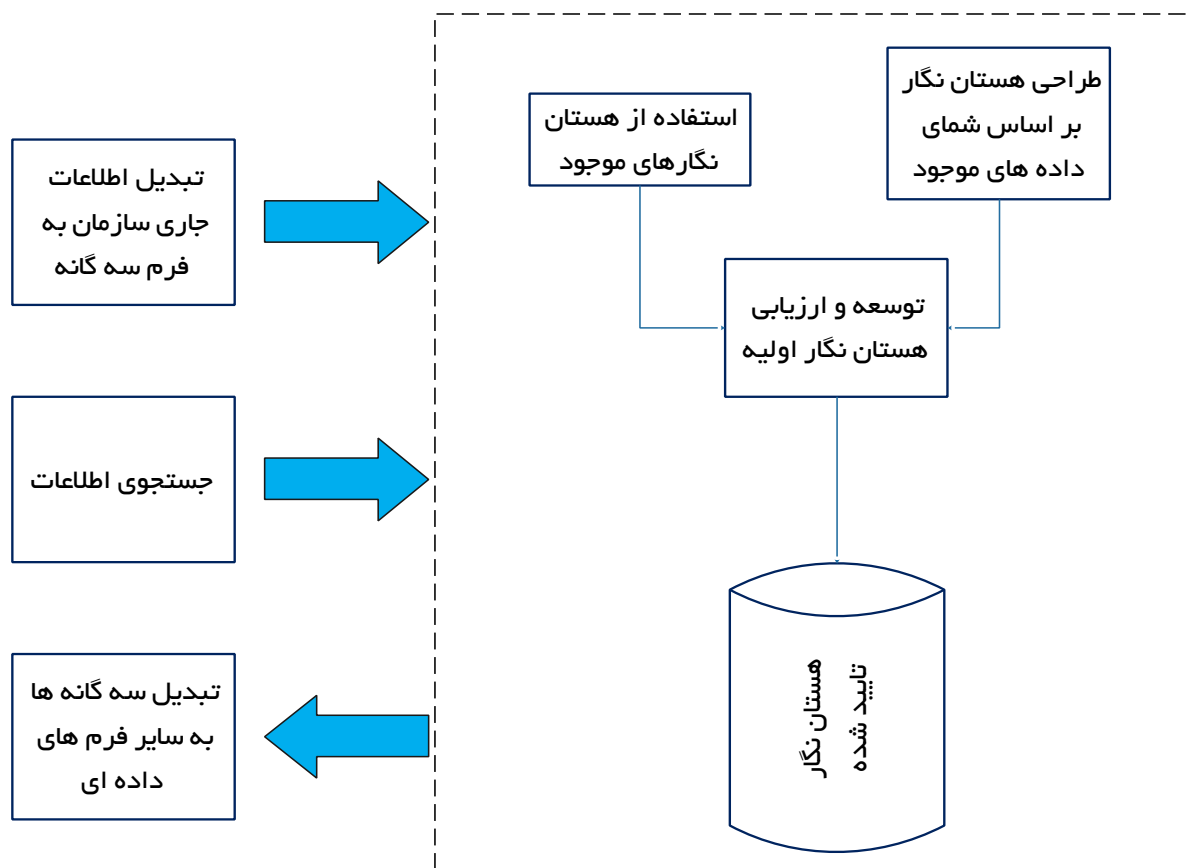 طراحی هستان نگار
بر اساس شمای
داده های موجود
استفاده از هستان
نگارهای موجود
توسعه و ارزیابی
هستان نگار اولیه
هستان نگار
تایید شده
تبدیل اطلاعات
جاری سازمان به
فرم سه گانه
جستجوی اطلاعات
تبدیل سه گانه ها
به سایر فرم های
داده ای